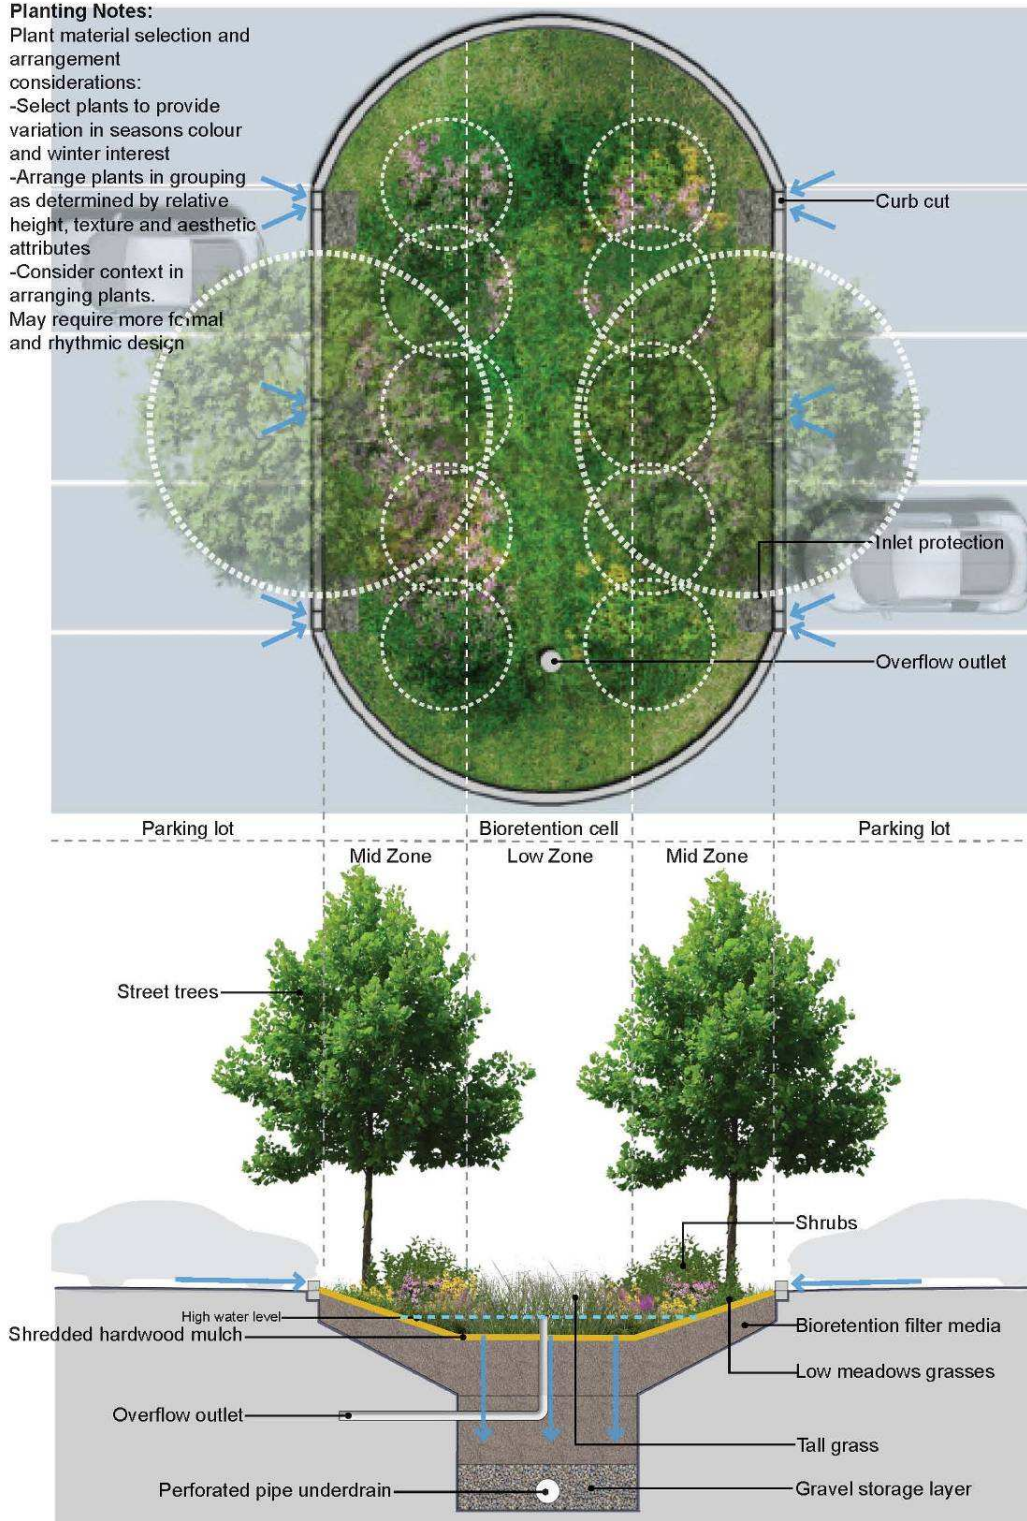 Planting Notes:
Plant material selection and
arrangement
considerations:
-Select plants to provide
variation in seasons colour
and winter interest
-Arrange plants in grouping
as determined by relative
height, texture and aesthetic
attributes
-Consider context in
arranging plants.
May require more formal
and rhythmic design
Curb cut
Inlet protection
Overflow outlet
Parking lot
Bioretention cell
Parking lot
Mid Zone
Low Zone
Mid Zone
Street trees
Shrubs
High water level
Shredded hardwood mulch
Bioretention filter media
Low meadows grasses
Overflow outlet
Tall grass
Perforated pipe underdrain
Gravel storage layer